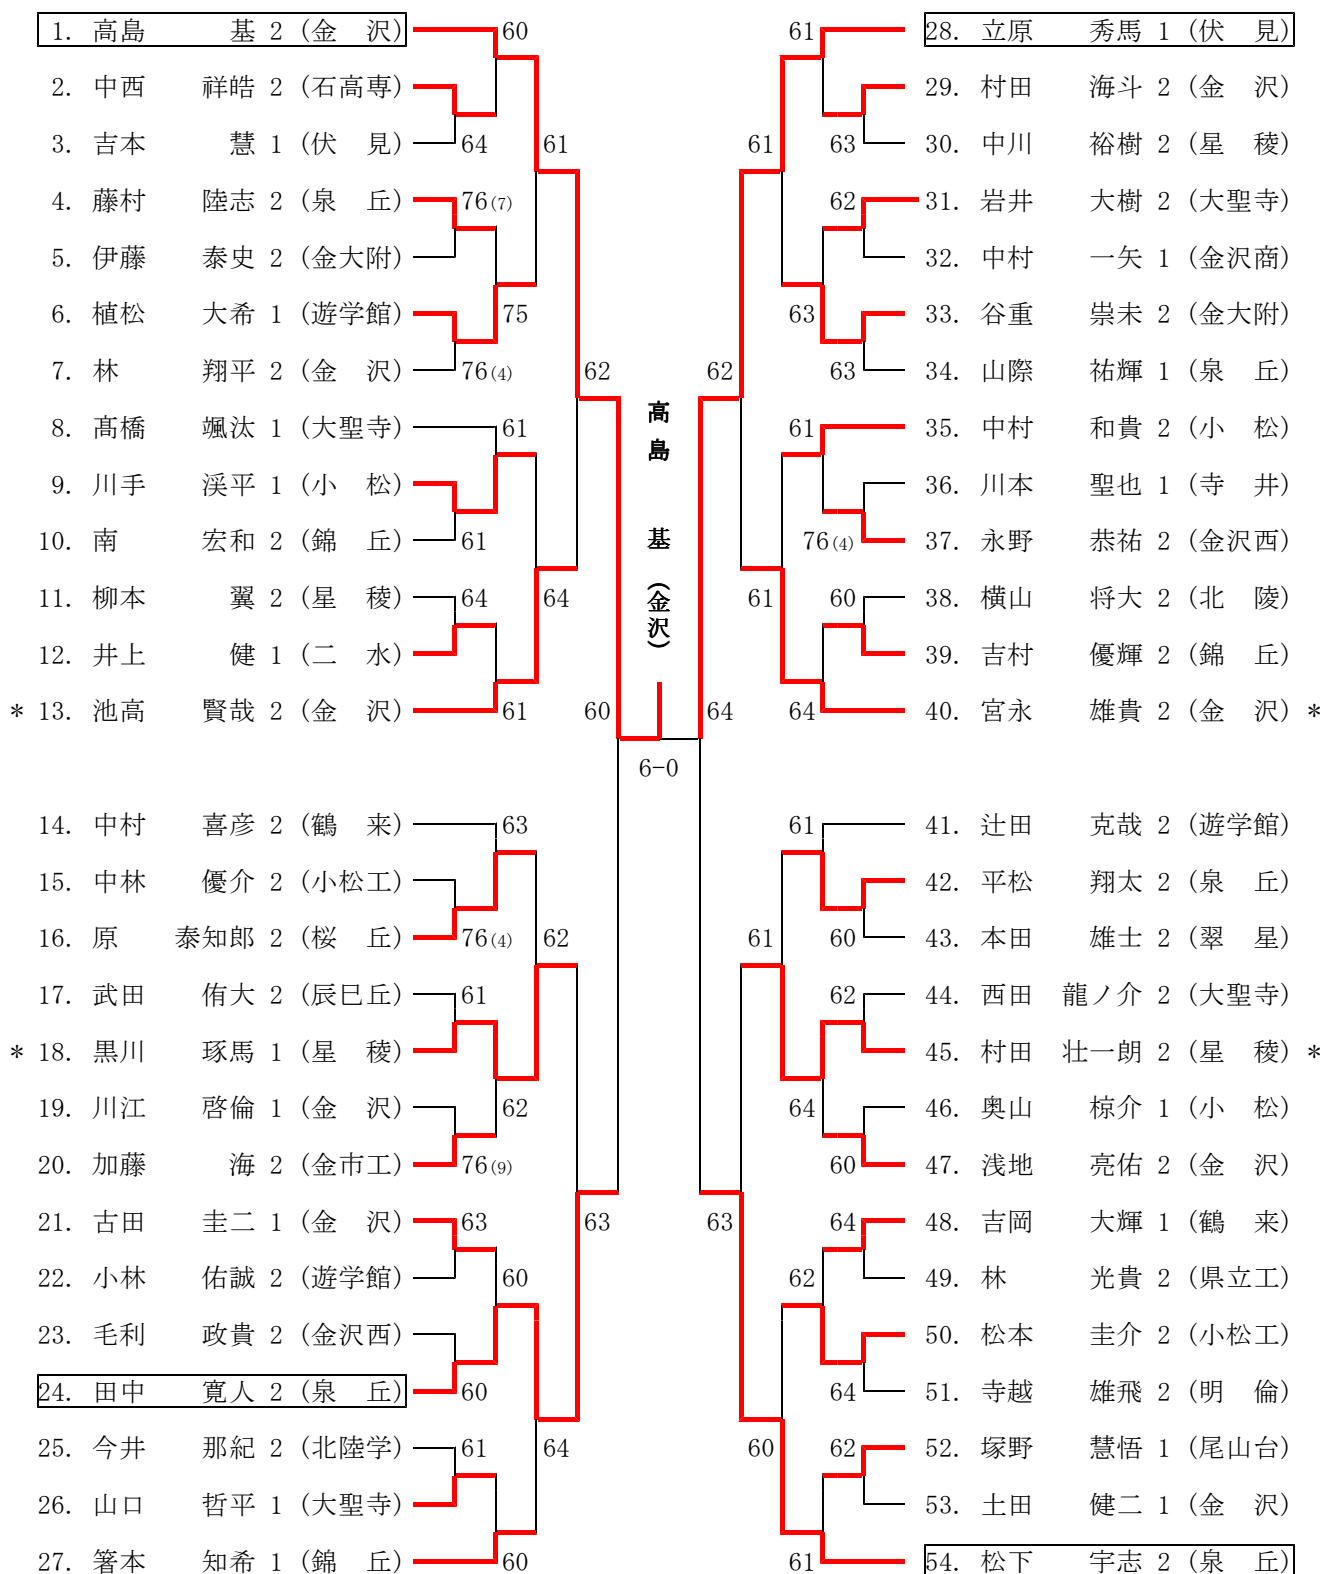 1. 高島 基 2 (金 沢) 60
2. 中西 祥皓 2 (石高専)
3. 吉本 慧 1 (伏 見) 64 61
4. 藤村 陸志 2 (泉 丘) 76(7)
5. 伊藤 泰史 2 (金大附)
6. 植松 大希 1 (遊学館) 75
7. 林 翔平 2 (金 沢) 76(4) 62
8. 髙橋 颯汰 1 (大聖寺) 61
9. 川手 渓平 1 (小 松)
10. 南 宏和 2 (錦 丘) 61
11. 柳本 翼 2 (星 稜) 64 64
12. 井上 健 1 (二 水)
* 13. 池高 賢哉 2 (金 沢) 61 60
14. 中村 喜彦 2 (鶴 来) 63
15. 中林 優介 2 (小松工)
16. 原 泰知郎 2 (桜 丘) 76(4) 62
17. 武田 侑大 2 (辰巳丘) 61
* 18. 黒川 琢馬 1 (星 稜)
19. 川江 啓倫 1 (金 沢) 62
20. 加藤 海 2 (金市工) 76(9)
21. 古田 圭二 1 (金 沢) 63 63
22. 小林 佑誠 2 (遊学館) 60
23. 毛利 政貴 2 (金沢西)
24. 田中 寛人 2 (泉 丘) 60
25. 今井 那紀 2 (北陸学) 61 64
26. 山口 哲平 1 (大聖寺)
27. 箸本 知希 1 (錦 丘) 60
高島 基 (金沢)
6-0
61 28. 立原 秀馬 1 (伏 見)
29. 村田 海斗 2 (金 沢)
61 63 30. 中川 裕樹 2 (星 稜)
62 31. 岩井 大樹 2 (大聖寺)
32. 中村 一矢 1 (金沢商)
63 33. 谷重 崇未 2 (金大附)
62 63 34. 山際 祐輝 1 (泉 丘)
61 35. 中村 和貴 2 (小 松)
36. 川本 聖也 1 (寺 井)
76(4) 37. 永野 恭祐 2 (金沢西)
61 60 38. 横山 将大 2 (北 陵)
39. 吉村 優輝 2 (錦 丘)
64 64 40. 宮永 雄貴 2 (金 沢) *
61 41. 辻田 克哉 2 (遊学館)
42. 平松 翔太 2 (泉 丘)
61 60 43. 本田 雄士 2 (翠 星)
62 44. 西田 龍ノ介 2 (大聖寺)
45. 村田 壮一朗 2 (星 稜) *
64 46. 奥山 椋介 1 (小 松)
60 47. 浅地 亮佑 2 (金 沢)
63 64 48. 吉岡 大輝 1 (鶴 来)
62 49. 林 光貴 2 (県立工)
50. 松本 圭介 2 (小松工)
64 51. 寺越 雄飛 2 (明 倫)
60 62 52. 塚野 慧悟 1 (尾山台)
53. 土田 健二 1 (金 沢)
61 54. 松下 宇志 2 (泉 丘)